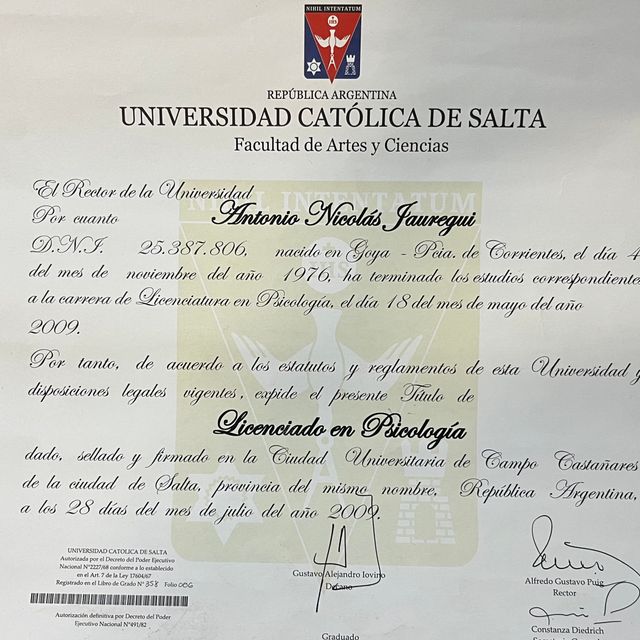 NIHIL INTENTATUM
REPÚBLICA ARGENTINA
UNIVERSIDAD CATÓLICA DE SALTA
Facultad de Artes y Ciencias
NIHIL INTENTATUM
El Rector de la Universidad
Por cuanto Antonio Nicolás Jauregui
D.N.I. 25.387.806, nacido en Goya - Pcia. de Corrientes, el día 4
del mes de noviembre del año 1976, ha terminado los estudios correspondiente
a la carrera de Licenciatura en Psicología, el día 18 del mes de mayo del año
2009.
Por tanto, de acuerdo a los estatutos y reglamentos de esta Universidad y
disposiciones legales vigentes, expide el presente Título de
Licenciado en Psicología
dado, sellado y firmado en la Ciudad Universitaria de Campo Castañares
de la ciudad de Salta, provincia del mismo nombre, República Argentina,
a los 28 días del mes de julio del año 2009.
UNIVERSIDAD CATOLICA DE SALTA
Autorizada por el Decreto del Poder Ejecutivo
Nacional N°2227/68 conforme a lo establecido
en el Art. 7 de la Ley 17604/67
Registrado en el Libro de Grado N° 358 Folio 006
Autorización definitiva por Decreto del Poder
Ejecutivo Nacional N°491/82
Gustavo Alejandro Iovino
Decano
Graduado
Alfredo Gustavo Puig
Rector
Constanza Diedrich